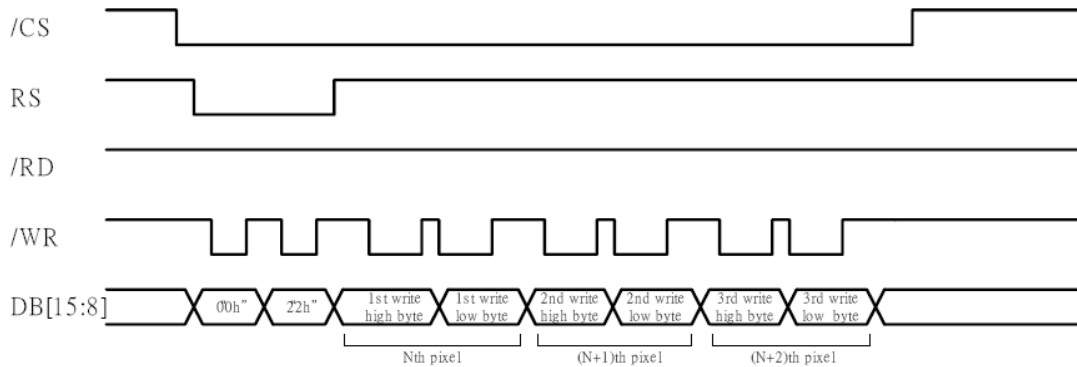 /CS
RS
/RD
/WR
DB[15:8]
"00h"
"22h"
1st write
high byte
1st write
low byte
2nd write
high byte
2nd write
low byte
3rd write
high byte
3rd write
low byte
Nth pixel
(N+1)th pixel
(N+2)th pixel